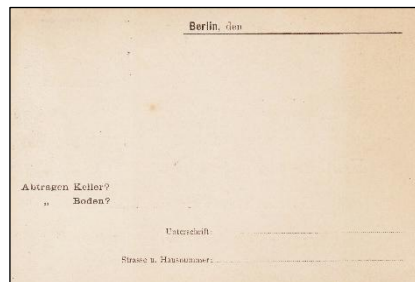 Berlin, den
Abtragen Keller?
„ Boden?
Unterschrift:
Strasse u. Hausnummer: